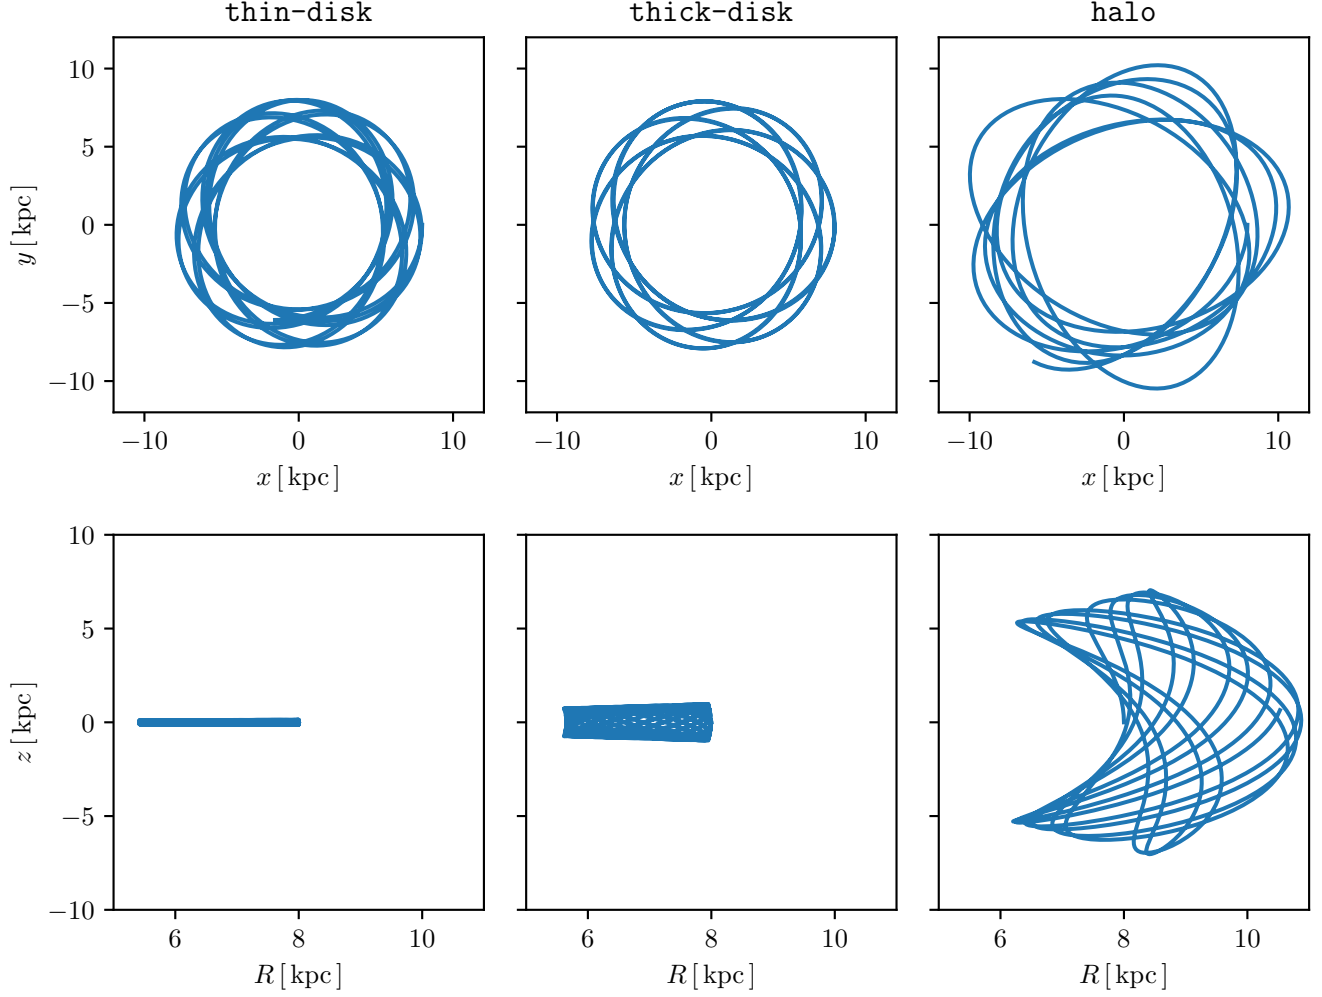 thin-disk thick-disk halo
10
5
0
−5
−10
y [ kpc ]
−10 0 10 −10 0 10 −10 0 10
x [ kpc ] x [ kpc ] x [ kpc ]
10
5
0
−5
−10
z [ kpc ]
6 8 10 6 8 10 6 8 10
R [ kpc ] R [ kpc ] R [ kpc ]